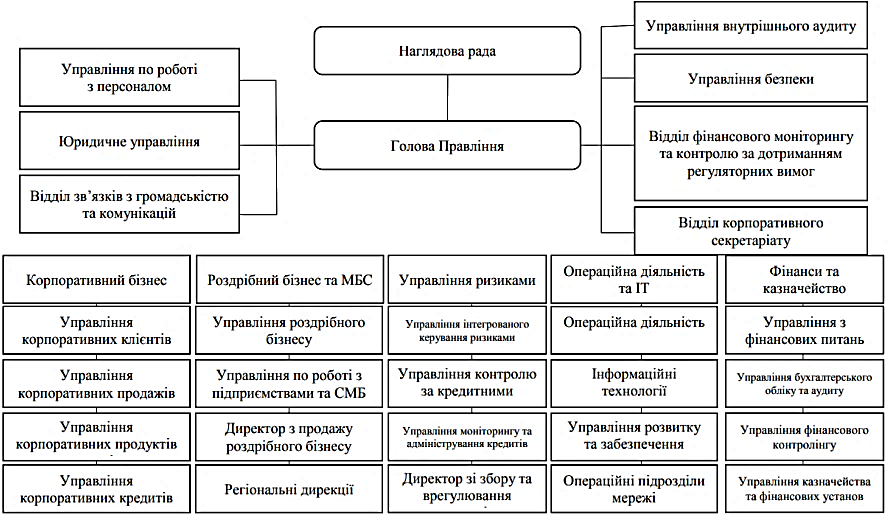 Наглядова рада
Голова Правління
Управління по роботі
з персоналом
Юридичне управління
Відділ зв’язків з громадськістю
та комунікацій
Управління внутрішнього аудиту
Управління безпеки
Відділ фінансового моніторингу
та контролю за дотриманням
регуляторних вимог
Відділ корпоративного
секретаріату
Корпоративний бізнес
Управління
корпоративних клієнтів
Управління
корпоративних продажів
Управління
корпоративних продуктів
Управління
корпоративних кредитів
Роздрібний бізнес та МБС
Управління роздрібного
бізнесу
Управління по роботі з
підприємствами та СМБ
Директор з продажу
роздрібного бізнесу
Регіональні дирекції
Управління ризиками
Управління інтегрованого
керування ризиками
Управління контролю
за кредитними
Управління моніторингу та
адміністрування кредитів
Директор зі збору та
врегулювання
Операційна діяльність
та ІТ
Операційна діяльність
Інформаційні
технології
Управління розвитку
та забезпечення
Операційні підрозділи
мережі
Фінанси та
казначейство
Управління з
фінансових питань
Управління бухгалтерського
обліку та аудиту
Управління фінансового
контролінгу
Управління казначейства
та фінансових установ